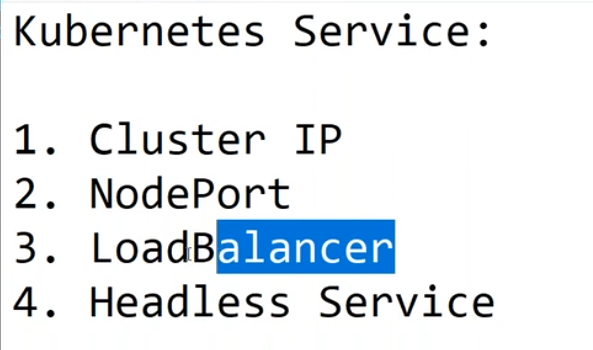 Kubernetes Service:
1. Cluster IP
2. NodePort
3. LoadBalancer
4. Headless Service